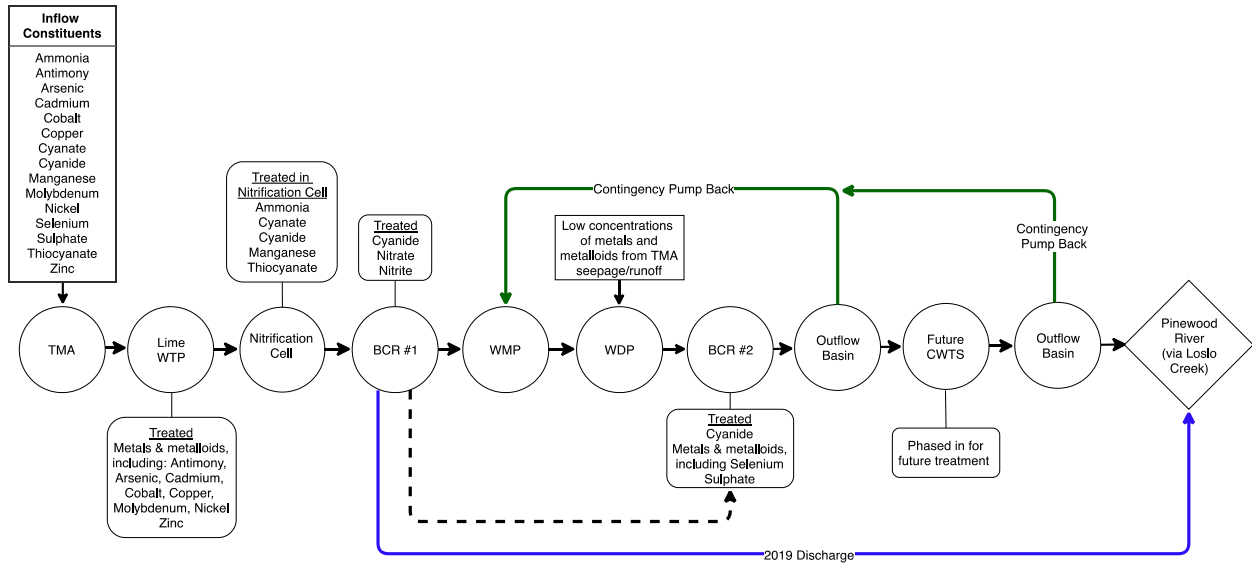 Inflow
Constituents
Ammonia
Antimony
Arsenic
Cadmium
Cobalt
Copper
Cyanate
Cyanide
Manganese
Molybdenum
Nickel
Selenium
Sulphate
Thiocyanate
Zinc
Treated in
Nitrification Cell
Ammonia
Cyanate
Cyanide
Manganese
Thiocyanate
Treated
Cyanide
Nitrate
Nitrite
Contingency Pump Back
Low concentrations
of metals and
metalloids from TMA
seepage/runoff
Contingency
Pump Back
TMA
Lime
WTP
Nitrification
Cell
BCR #1
WMP
WDP
BCR #2
Outflow
Basin
Future
CWTS
Outflow
Basin
Pinewood
River
(via Loslo
Creek)
Treated
Metals & metalloids,
including: Antimony,
Arsenic, Cadmium,
Cobalt, Copper,
Molybdenum, Nickel
Zinc
Treated
Cyanide
Metals & metalloids,
including Selenium
Sulphate
Phased in for
future treatment
2019 Discharge